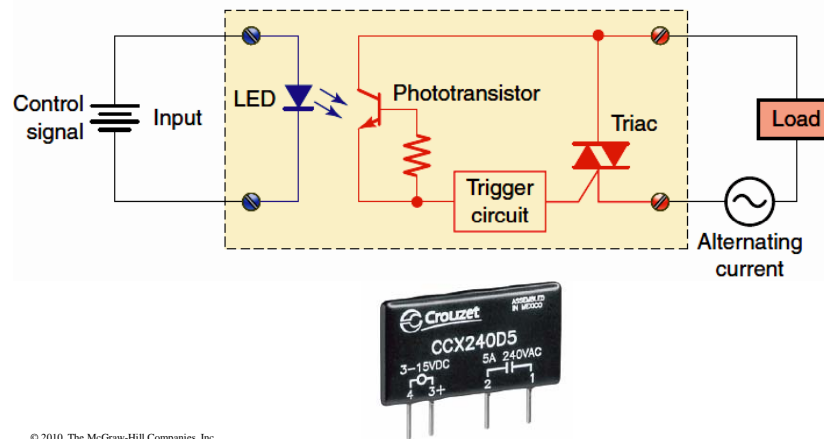 Control
signal
Input
LED
Phototransistor
Trigger
circuit
Triac
Load
Alternating
current
Crouzet
ASSEMBLED
IN MEXICO
CCX240D5
3-15VDC
5A 240VAC
4 3+ 2 1
© 2010, The McGraw-Hill Companies, Inc.